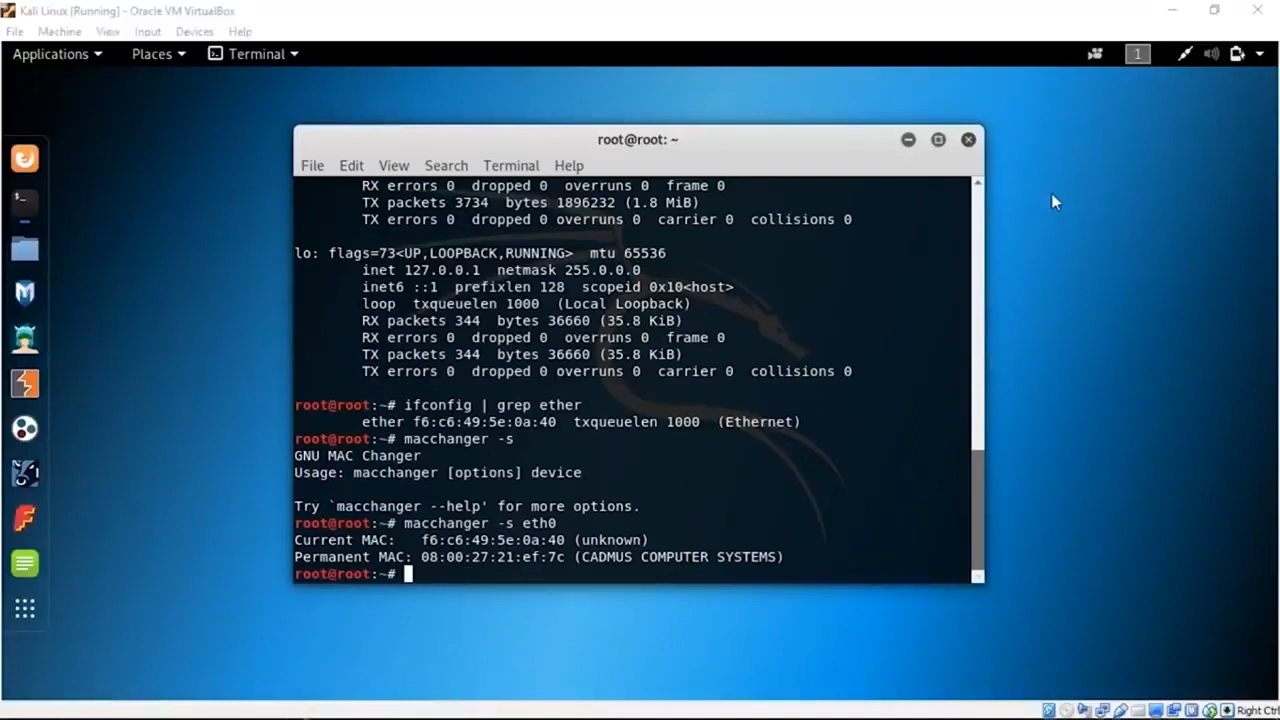 Kali Linux [Running] - Oracle VM VirtualBox
File Machine View Input Devices Help
Applications Places Terminal 1
root@root: ~
File Edit View Search Terminal Help
RX errors 0 dropped 0 overruns 0 frame 0
TX packets 3734 bytes 1896232 (1.8 MiB)
TX errors 0 dropped 0 overruns 0 carrier 0 collisions 0
lo: flags=73<UP,LOOPBACK,RUNNING> mtu 65536
inet 127.0.0.1 netmask 255.0.0.0
inet6 ::1 prefixlen 128 scopeid 0x10<host>
loop txqueuelen 1000 (Local Loopback)
RX packets 344 bytes 36660 (35.8 KiB)
RX errors 0 dropped 0 overruns 0 frame 0
TX packets 344 bytes 36660 (35.8 KiB)
TX errors 0 dropped 0 overruns 0 carrier 0 collisions 0
root@root:~# ifconfig | grep ether
ether f6:c6:49:5e:0a:40 txqueuelen 1000 (Ethernet)
root@root:~# macchanger -s
GNU MAC Changer
Usage: macchanger [options] device
Try `macchanger --help' for more options.
root@root:~# macchanger -s eth0
Current MAC: f6:c6:49:5e:0a:40 (unknown)
Permanent MAC: 08:00:27:21:ef:7c (CADMUS COMPUTER SYSTEMS)
root@root:~#
Right Ctrl